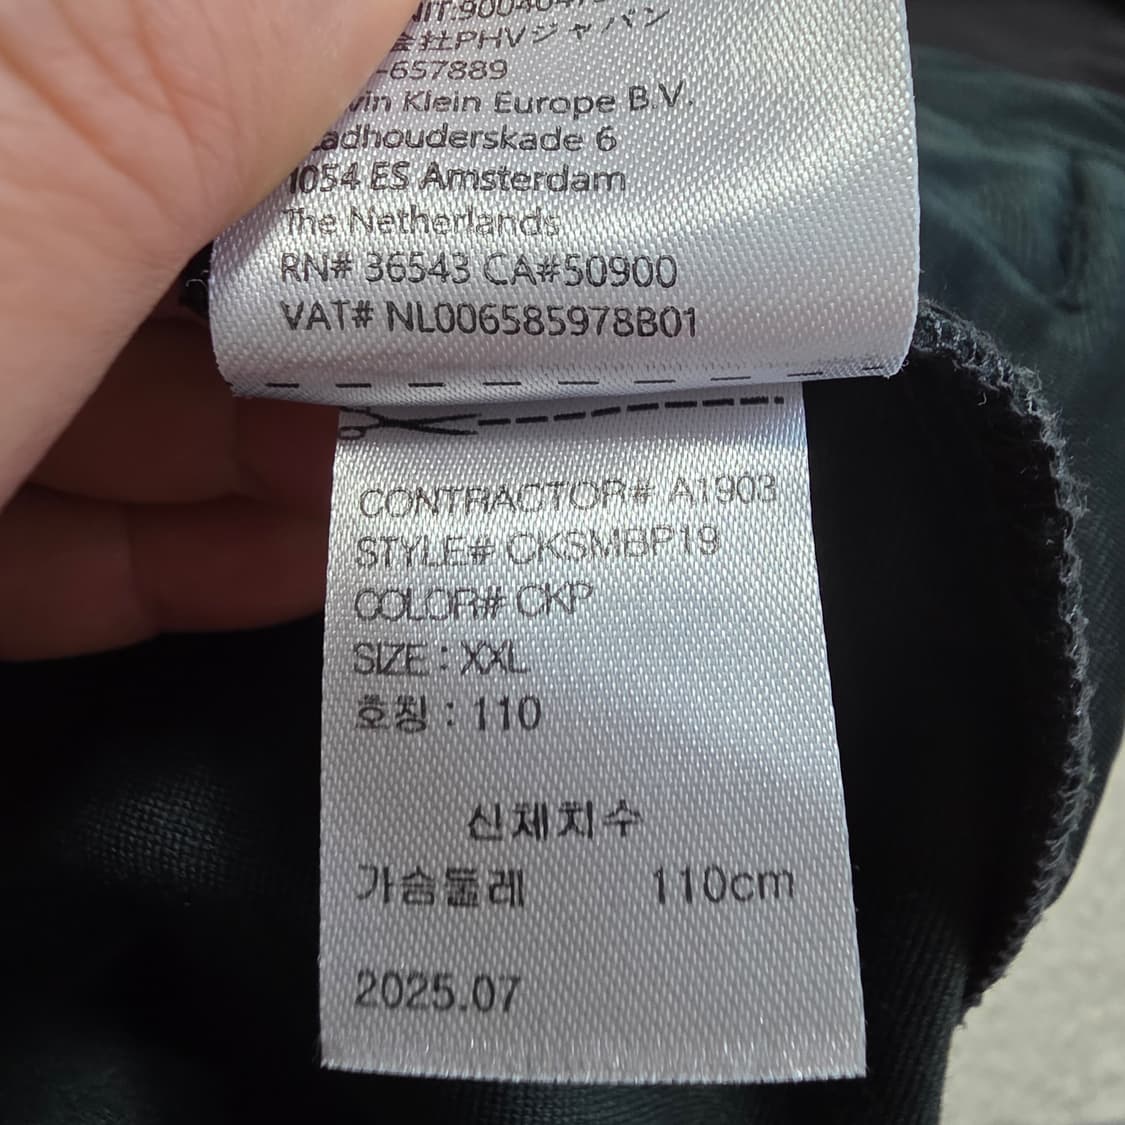 会社PHVジャパン
-657889
vin Klein Europe B.V.
adhouderskade 6
1054 ES Amsterdam
The Netherlands
RN# 36543 CA#50900
VAT# NL006585978B01
CONTRACTOR# A1903
STYLE# CKSMBP19
COLOR# CKP
SIZE : XXL
호칭 : 110
신체치수
가슴둘레 110cm
2025.07